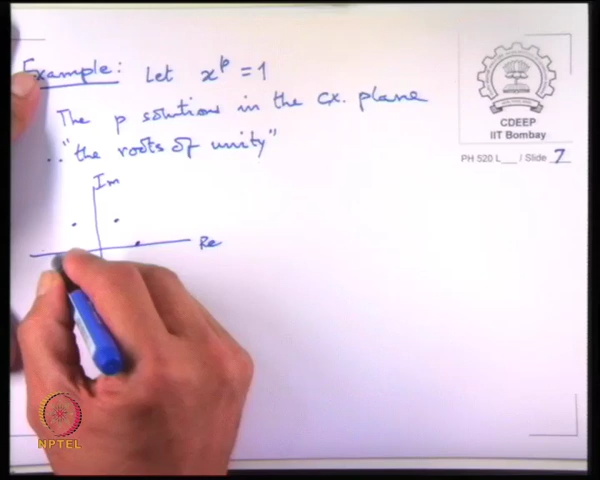 Example: Let x^p = 1
The p solutions in the cx. plane
∴ "the roots of unity"
Im
Re
CDEEP
IIT Bombay
PH 520 L___ / Slide 7
NPTEL